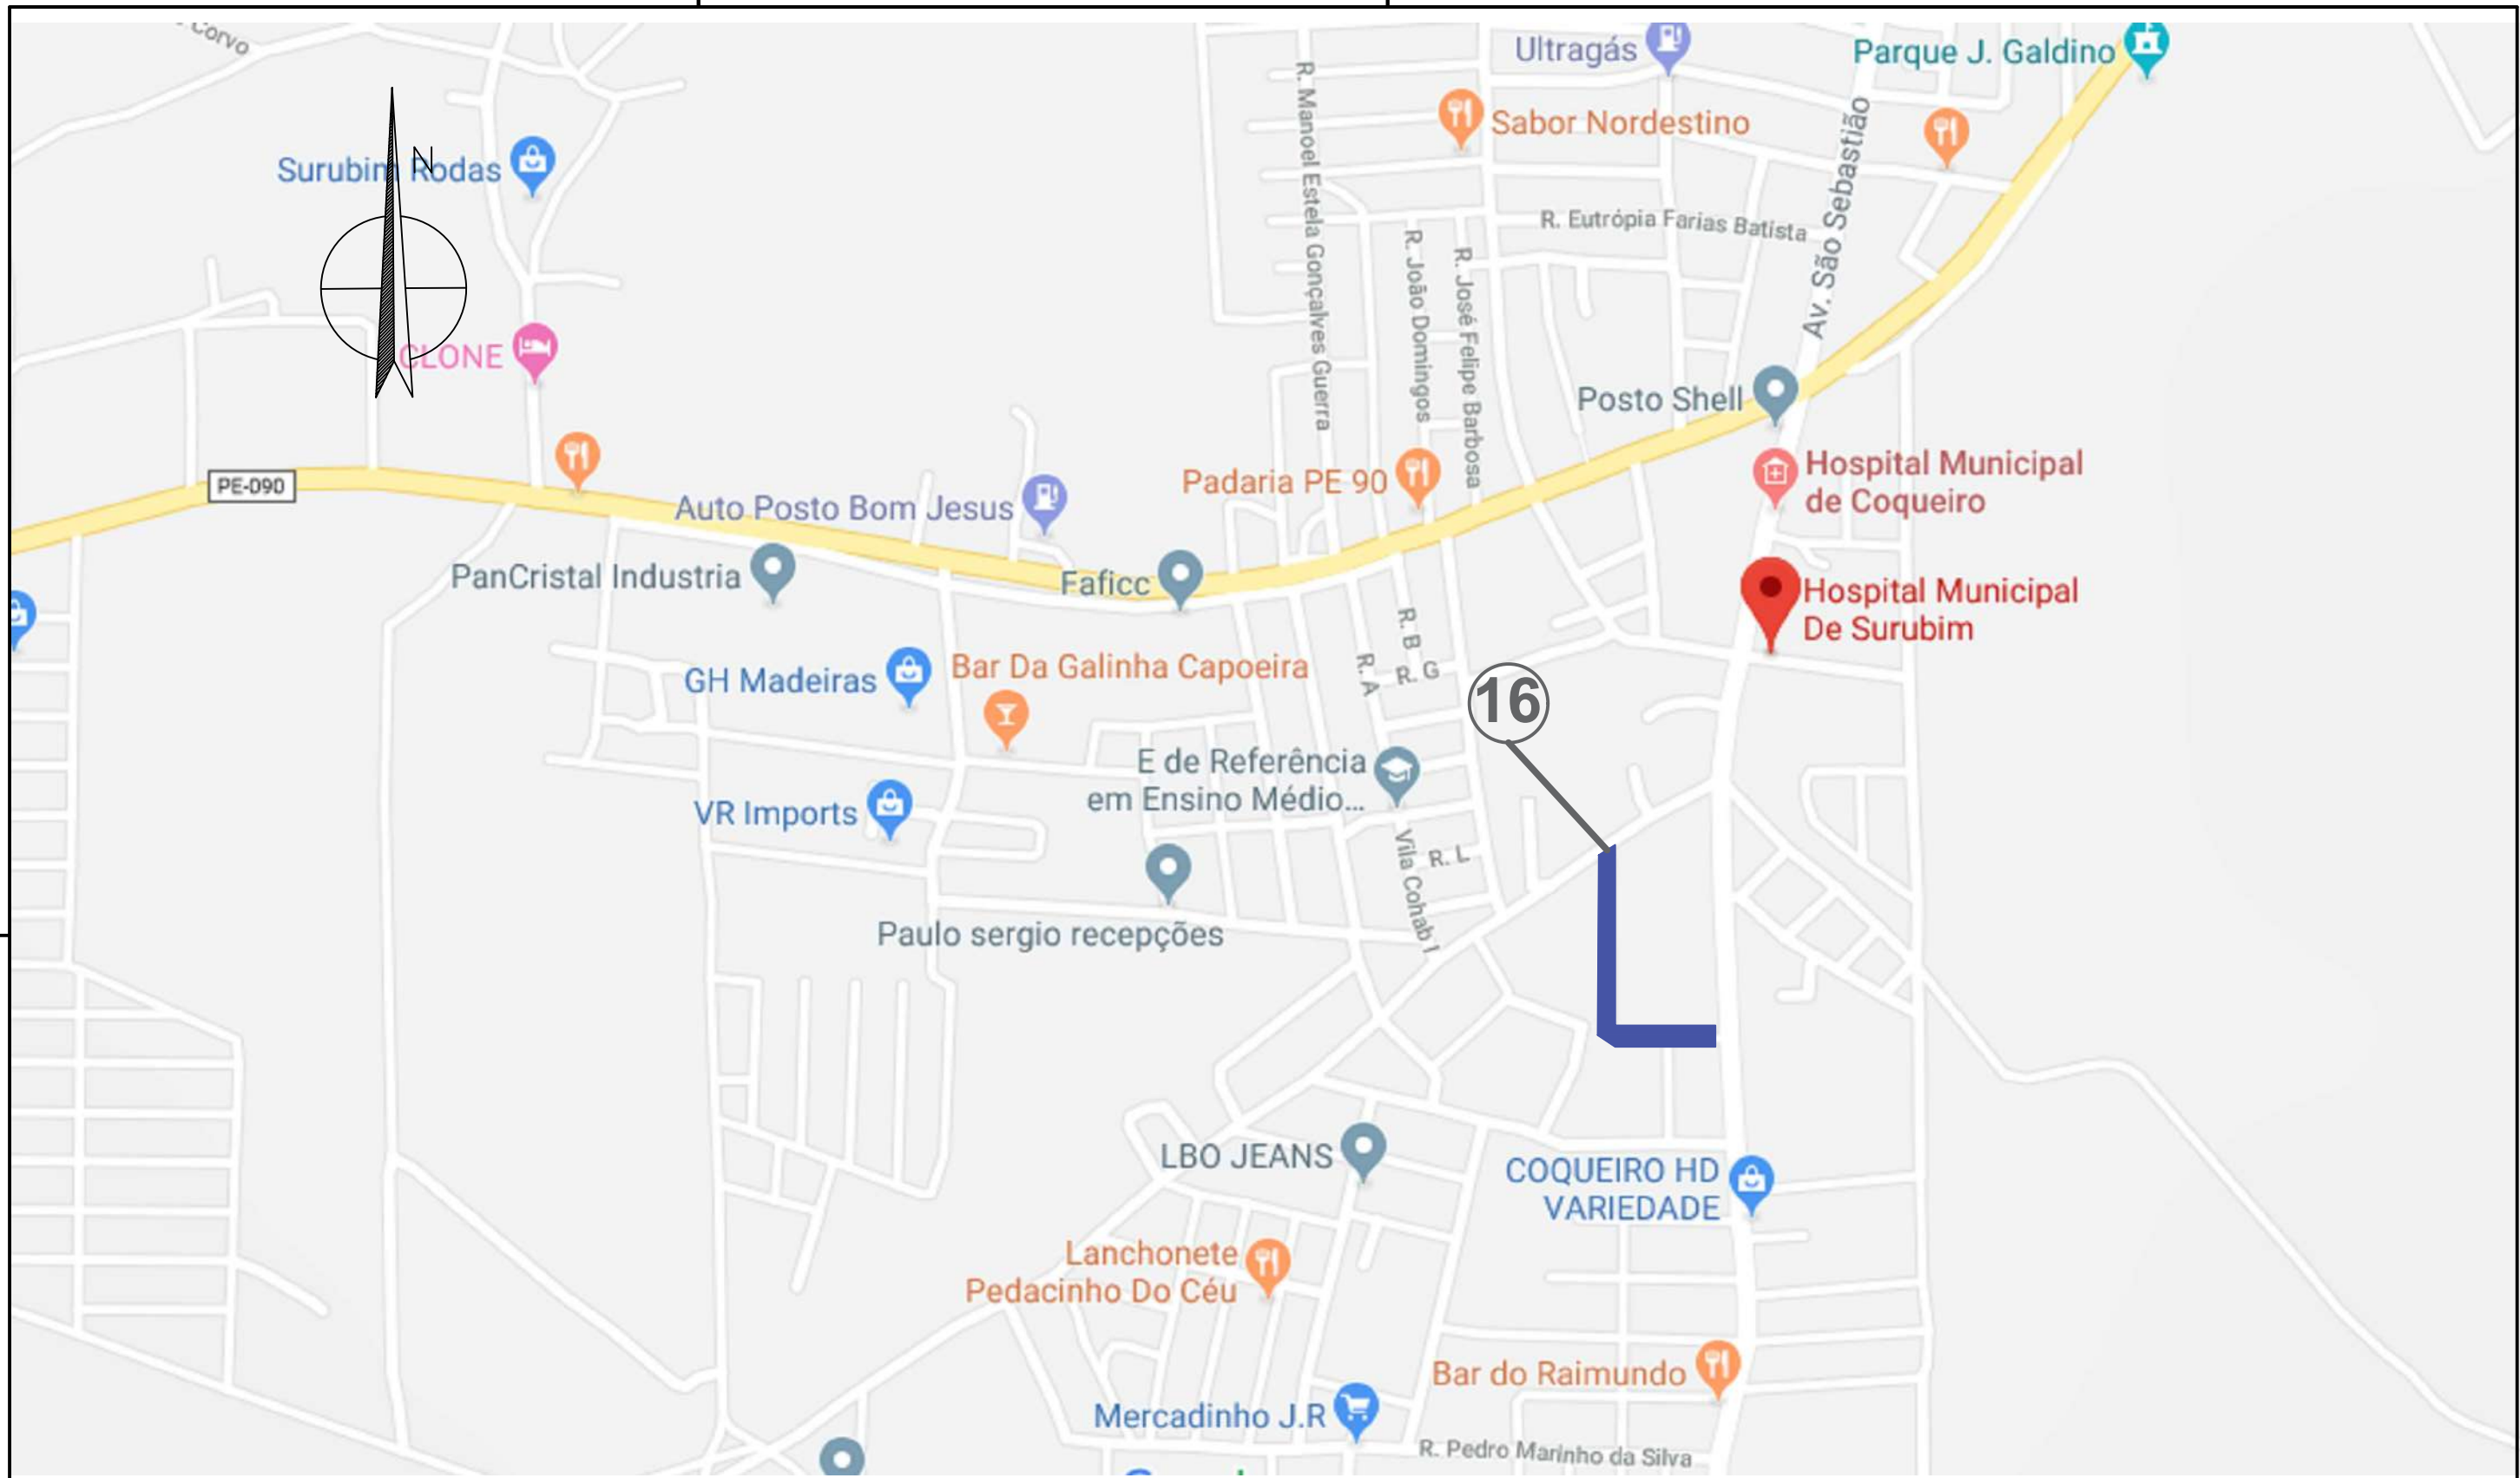 Corvo
Ultragás
Parque J. Galdino
Sabor Nordestino
N
Surubim Rodas
R. Manoel Estela Gonçalves Guerra
Av. São Sebastião
R. Eutrópia Farias Batista
R. João Domingos
R. José Felipe Barbosa
CLONE
Posto Shell
Hospital Municipal
de Coqueiro
PE-090
Padaria PE 90
Auto Posto Bom Jesus
PanCristal Industria
Faficc
Hospital Municipal
De Surubim
R. B
R. A
R. G
GH Madeiras
Bar Da Galinha Capoeira
16
E de Referência
em Ensino Médio...
VR Imports
Vila Cohab I
R. L
Paulo sergio recepções
LBO JEANS
COQUEIRO HD
VARIEDADE
Lanchonete
Pedacinho Do Céu
Bar do Raimundo
Mercadinho J.R
R. Pedro Marinho da Silva